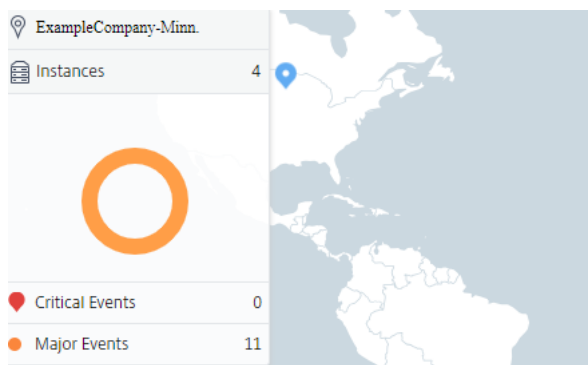 ExampleCompany-Minn.
Instances 4
Critical Events 0
Major Events 11